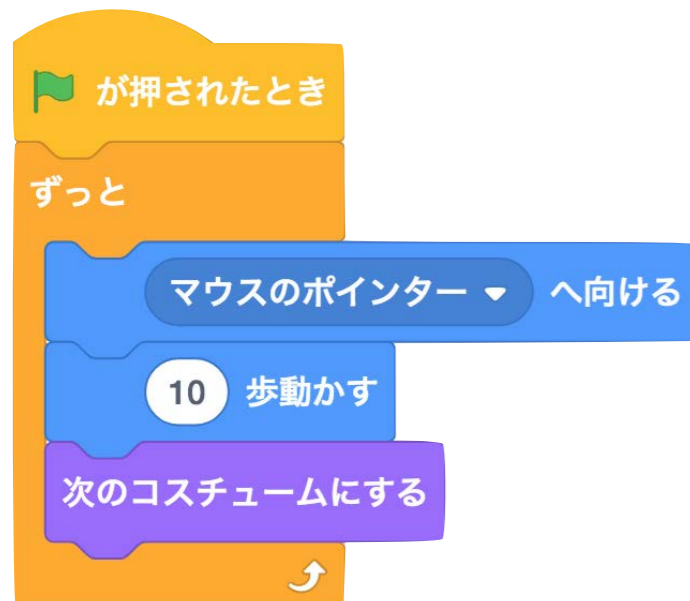 が押されたとき
ずっと
マウスのポインター へ向ける
10 歩動かす
次のコスチュームにする